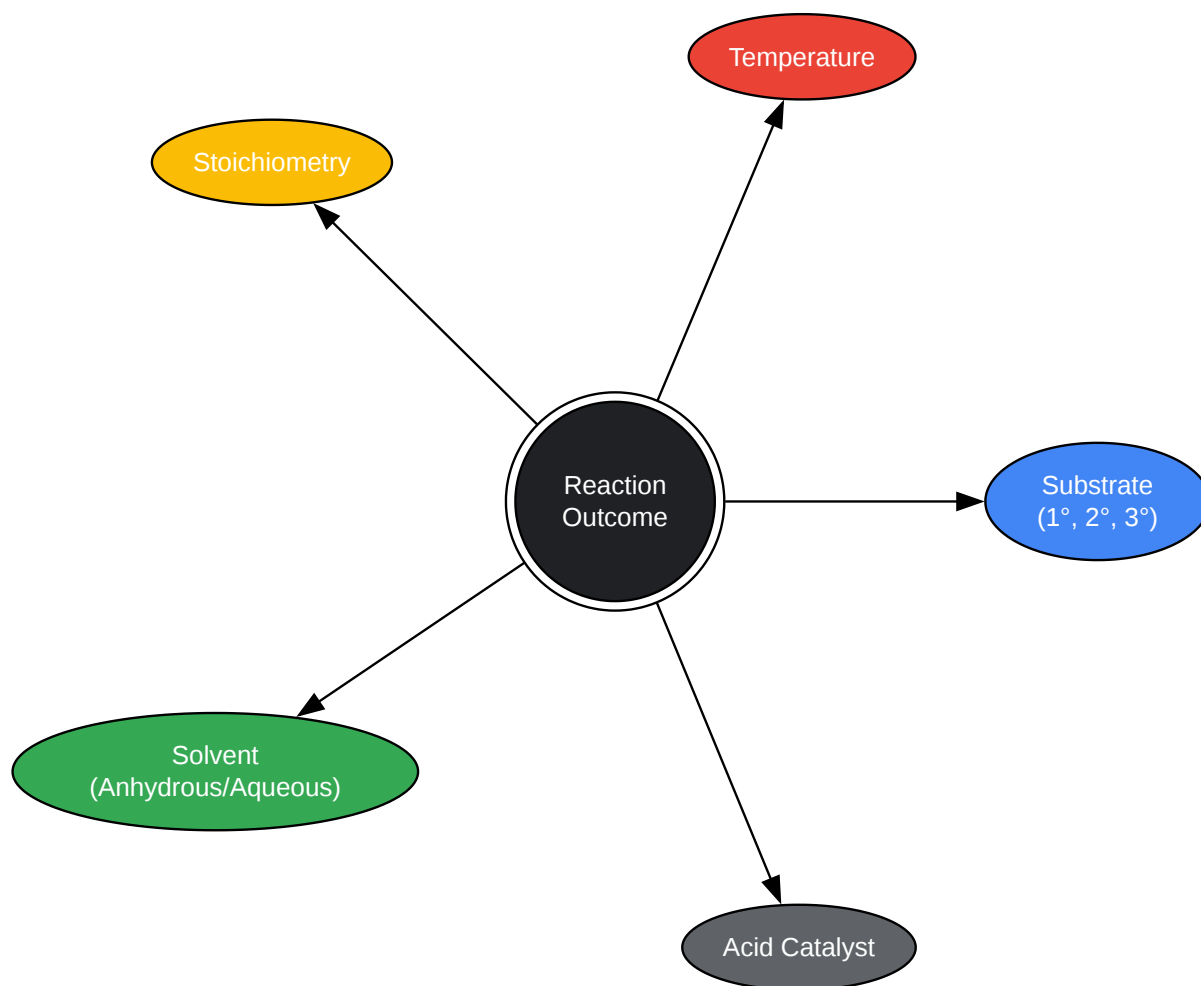 Temperature
Stoichiometry
Reaction
Outcome
Substrate
(1°, 2°, 3°)
Solvent
(Anhydrous/Aqueous)
Acid Catalyst